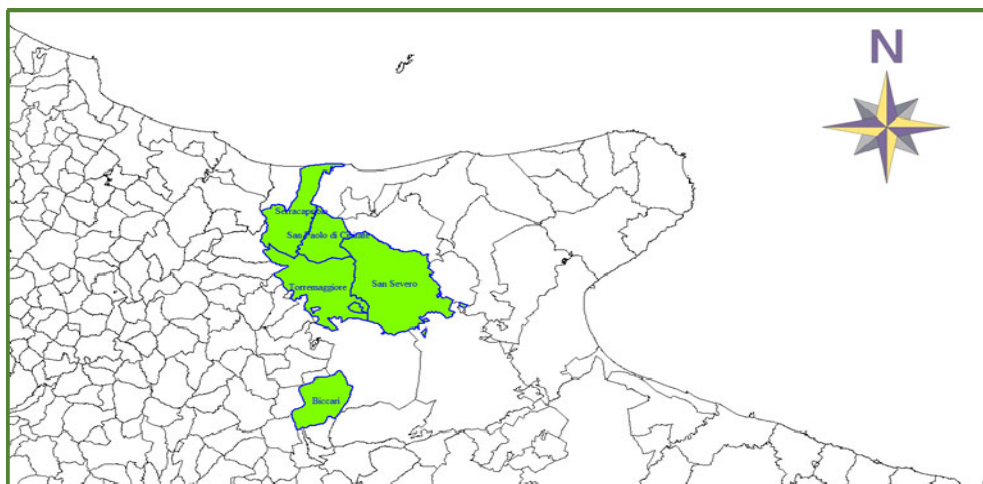 N
Serracapriola
San Paolo di Civitate
Torremaggiore
San Severo
Biccari